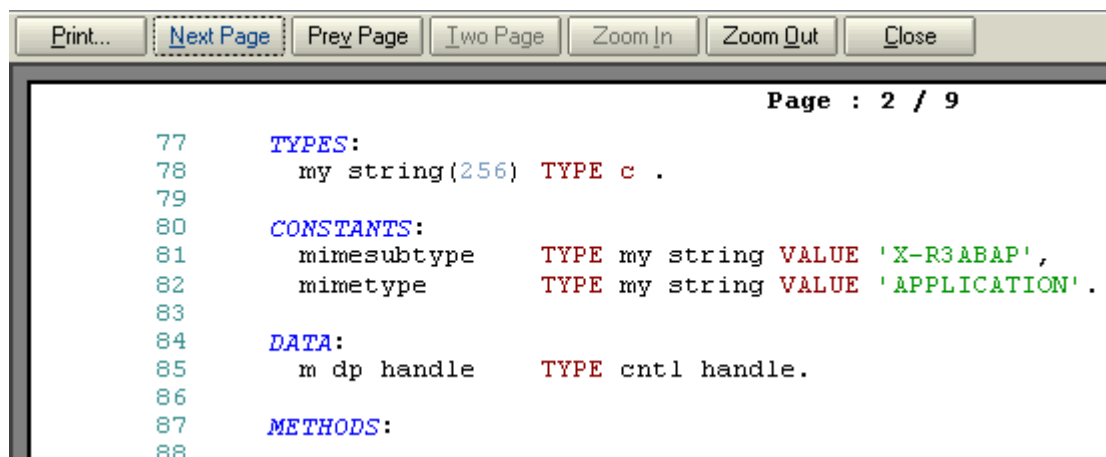 Print... Next Page Prev Page Two Page Zoom In Zoom Out Close
Page : 2 / 9
77 TYPES:
78 my string(256) TYPE c .
79
80 CONSTANTS:
81 mimesubtype TYPE my string VALUE 'X-R3ABAP',
82 mimetype TYPE my string VALUE 'APPLICATION'.
83
84 DATA:
85 m dp handle TYPE cntl handle.
86
87 METHODS:
88